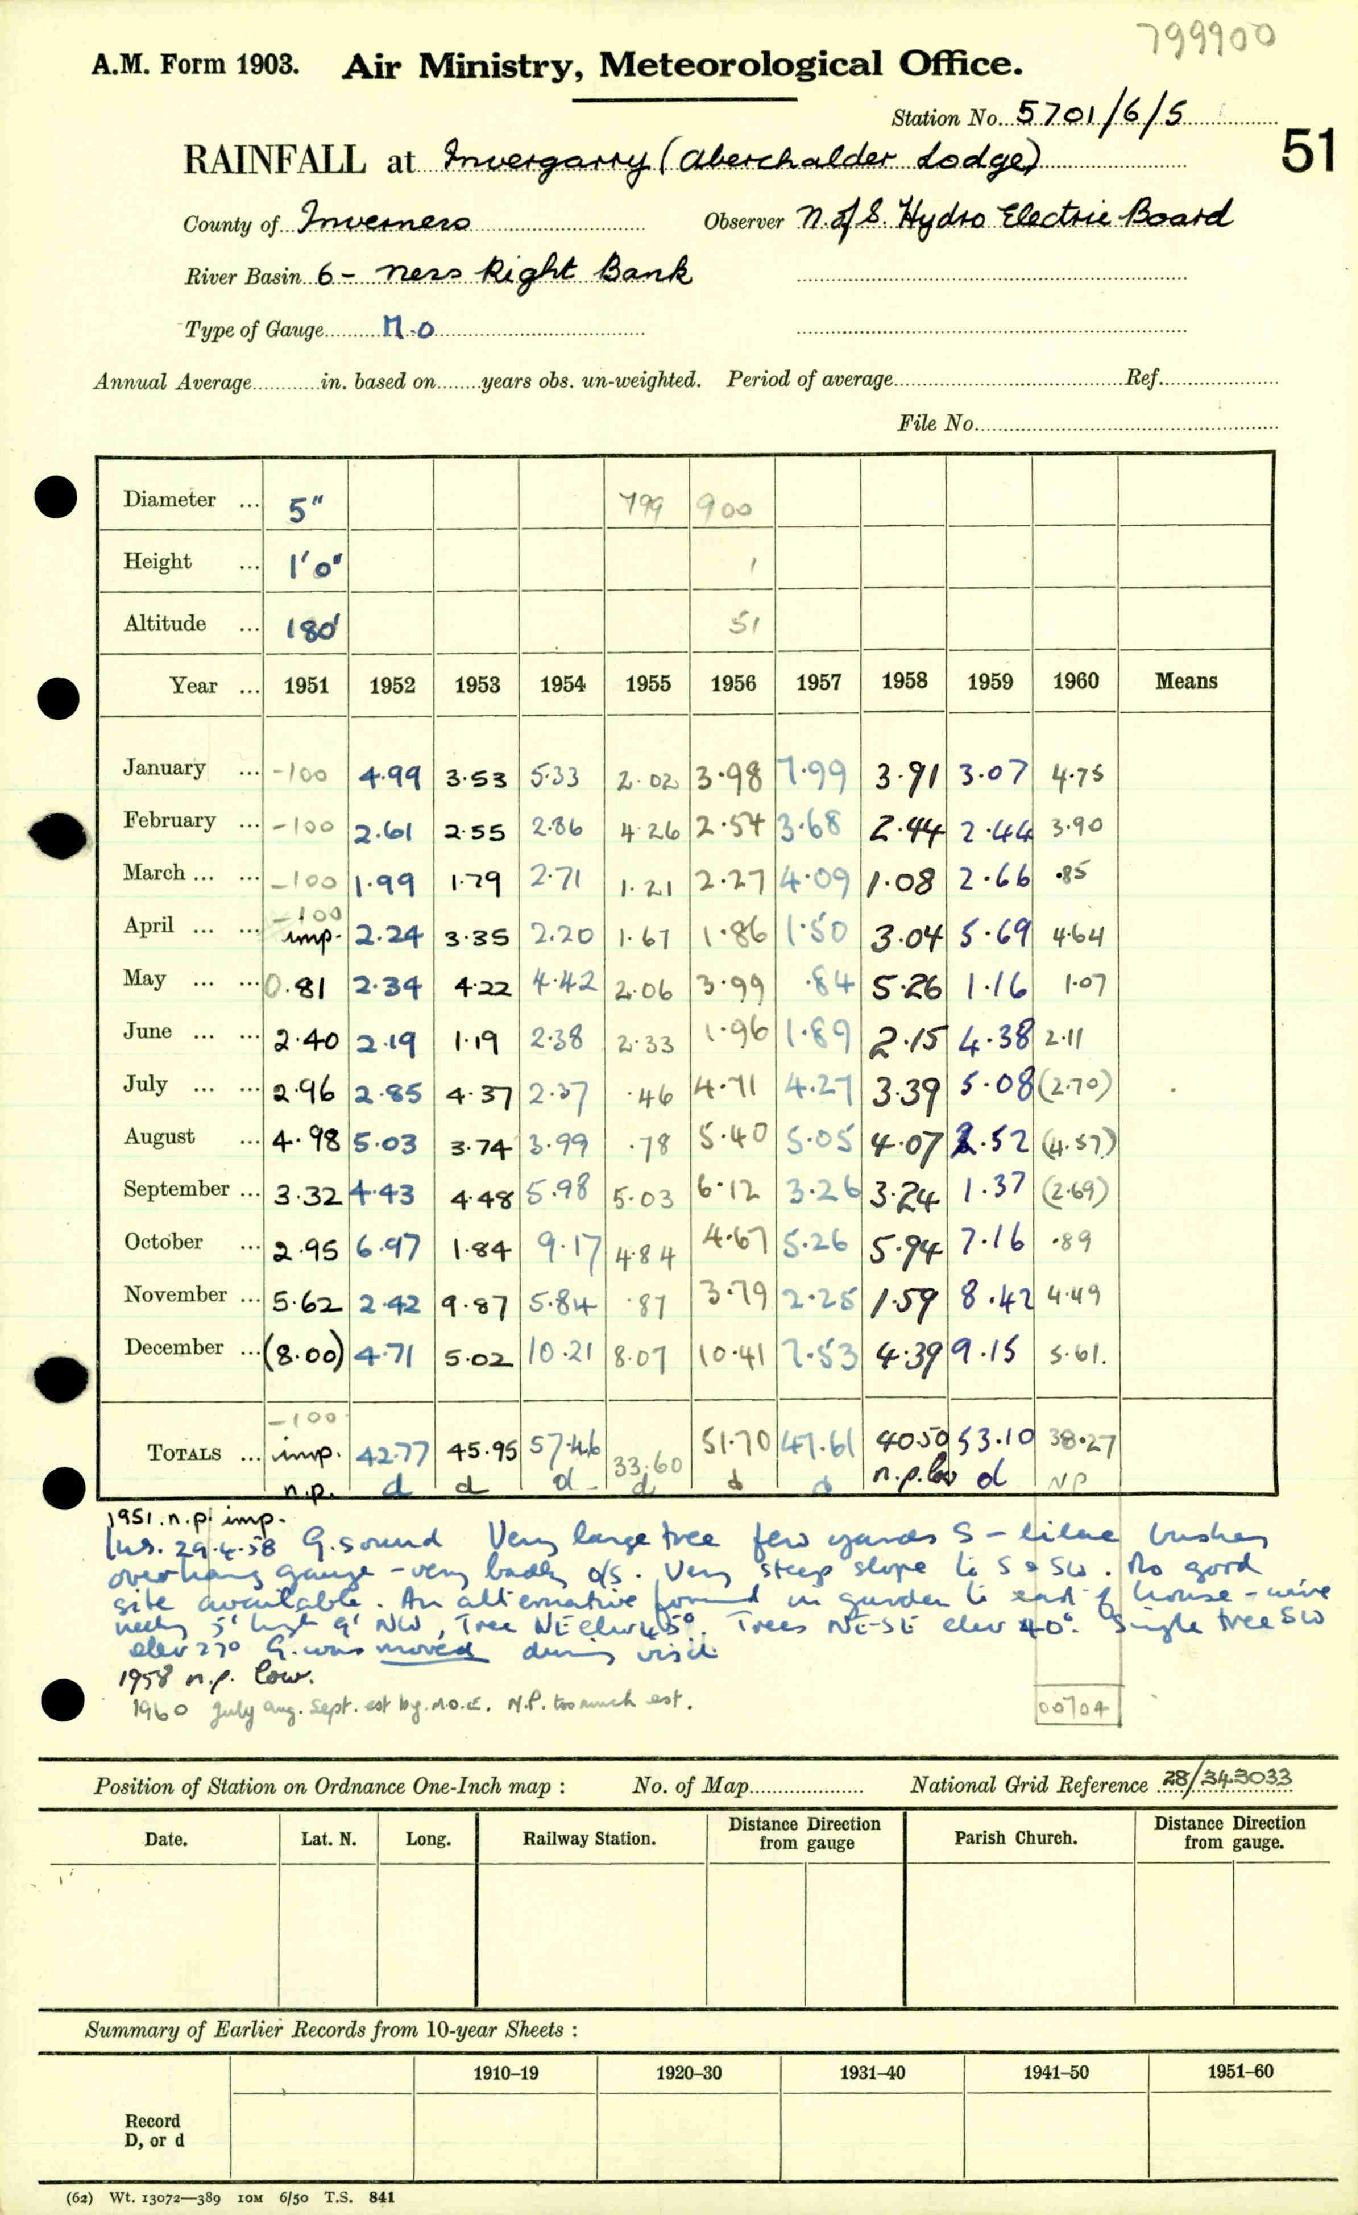 799900
A.M. Form 1903. Air Ministry, Meteorological Office.
Station No. 5701/6/5
51
RAINFALL at Invergarry (Aberchalder Lodge)
County of Inverness Observer N. of S. Hydro Electric Board
River Basin 6 - Ness Right Bank
Type of Gauge M.O
Annual Average in. based on years obs. un-weighted. Period of average Ref.
File No.
Diameter ... 5" 799 900
Height ... 1'0" 1
Altitude ... 180' 51
Year ... 1951 1952 1953 1954 1955 1956 1957 1958 1959 1960 Means
January ... -100 4.99 3.53 5.33 2.02 3.98 7.99 3.91 3.07 4.75
February ... -100 2.61 2.55 2.86 4.26 2.54 3.68 2.44 2.44 3.90
March ... ... -100 1.99 1.79 2.71 1.21 2.27 4.09 1.08 2.66 .85
April ... ... -100 imp. 2.24 3.35 2.20 1.67 1.86 1.50 3.04 5.69 4.64
May ... ... 0.81 2.34 4.22 4.42 2.06 3.99 .84 5.26 1.16 1.07
June ... ... 2.40 2.19 1.19 2.38 2.33 1.96 1.89 2.15 4.38 2.11
July ... ... 2.96 2.85 4.37 2.37 .46 4.71 4.27 3.39 5.08 (2.70)
August ... 4.98 5.03 3.74 3.99 .78 5.40 5.05 4.07 2.52 (4.57)
September ... 3.32 4.43 4.48 5.98 5.03 6.12 3.26 3.24 1.37 (2.69)
October ... 2.95 6.97 1.84 9.17 4.84 4.67 5.26 5.94 7.16 .89
November ... 5.62 2.42 9.87 5.84 .87 3.79 2.25 1.59 8.42 4.49
December ... (8.00) 4.71 5.02 10.21 8.07 10.41 7.53 4.39 9.15 5.61.
-100
TOTALS ... imp. 42.77 45.95 57.46 33.60 51.70 47.61 40.50 53.10 38.27
n.p. d d d d d d n.p. low d NP
1951. n.p. imp.
Ins. 29.4.58 G. sound Very large tree few yards S - lilac bushes
overhang gauge - very badly o/s. Very steep slope to S & SW. No good
site available. An alternative found in garden to east of house - wire
5' high 9' NW, Tree NE elev 45°. Trees NE-SE elev 40°. Single tree SW
elev 27° G. was moved during visit
1958 n.p. low.
1960 July Aug. Sept. est by M.O.E. N.P. too much est.
00704
Position of Station on Ordnance One-Inch map : No. of Map National Grid Reference 28/343033
Date. Lat. N. Long. Railway Station. Distance Direction from gauge Parish Church. Distance Direction from gauge.
Summary of Earlier Records from 10-year Sheets :
1910–19 1920–30 1931–40 1941–50 1951–60
Record
D, or d
(62) Wt. 13072—389 10M 6/50 T.S. 841